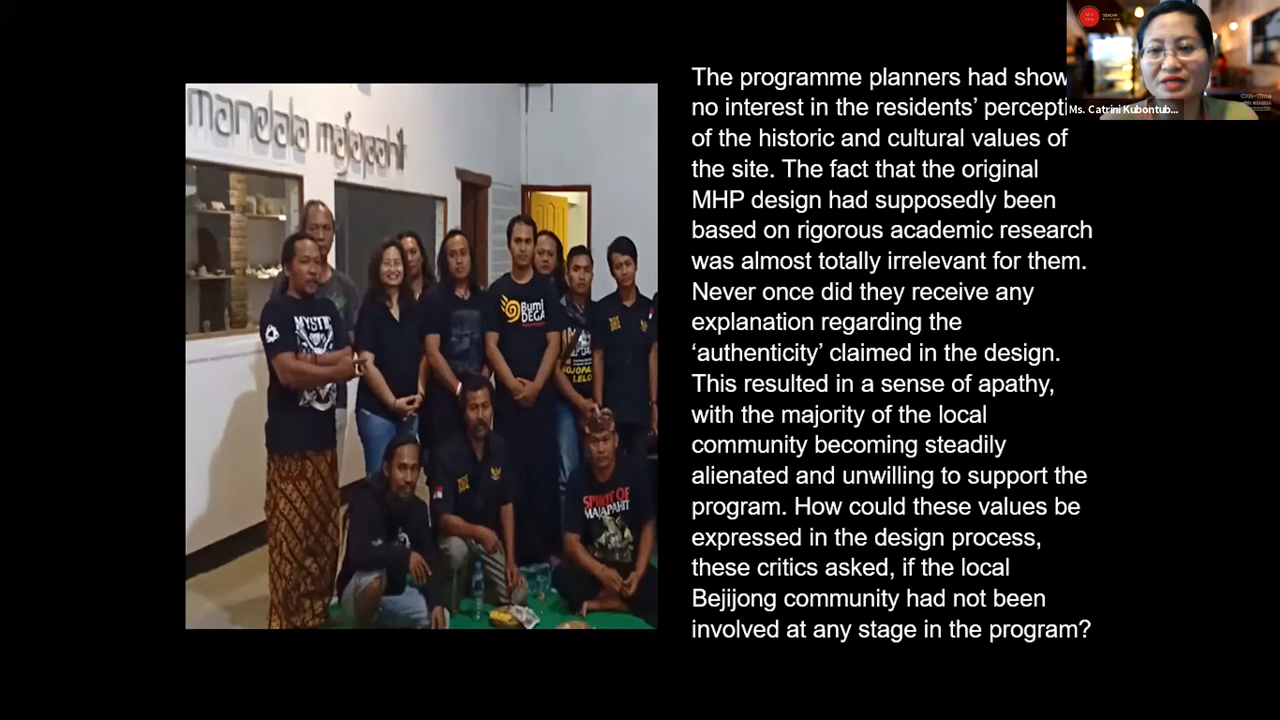 The programme planners had show
no interest in the residents’ percepti
of the historic and cultural values of
the site. The fact that the original
MHP design had supposedly been
based on rigorous academic research
was almost totally irrelevant for them.
Never once did they receive any
explanation regarding the
‘authenticity’ claimed in the design.
This resulted in a sense of apathy,
with the majority of the local
community becoming steadily
alienated and unwilling to support the
program. How could these values be
expressed in the design process,
these critics asked, if the local
Bejijong community had not been
involved at any stage in the program?
Ms. Catrini Kubontub...
mandala majapahit
MYSTIC
Bumi
DEGA
SPIRIT OF
MAJAPAHIT